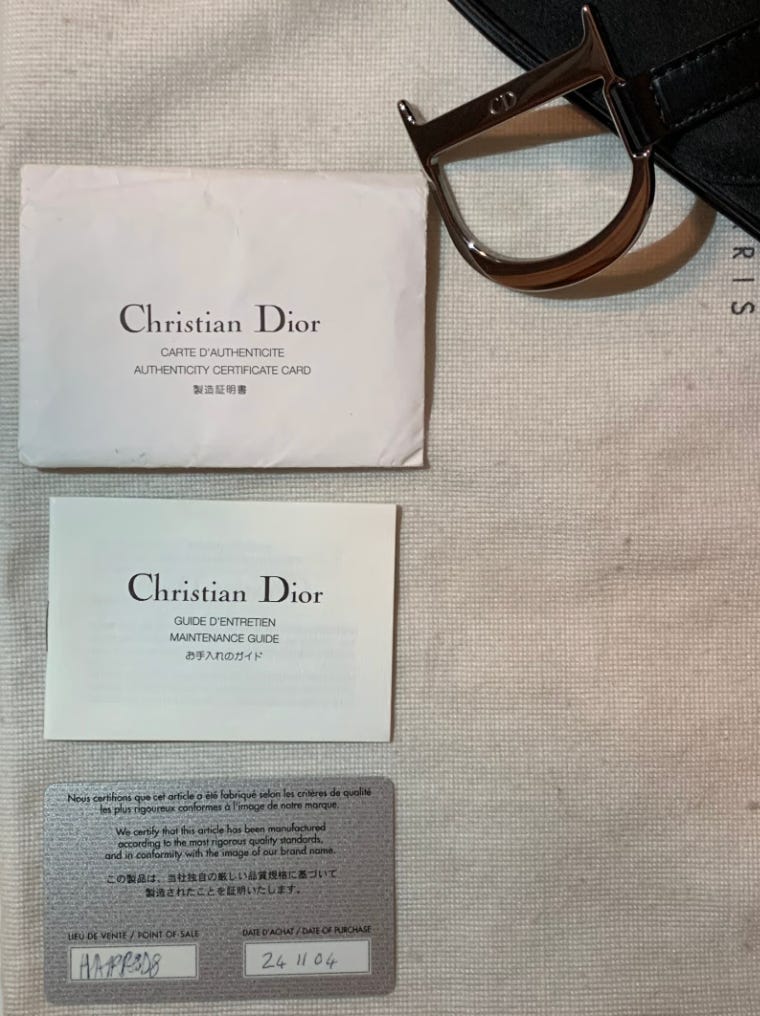 CD
RIS
Christian Dior
CARTE D'AUTHENTICITE
AUTHENTICITY CERTIFICATE CARD
製造証明書
Christian Dior
GUIDE D'ENTRETIEN
MAINTENANCE GUIDE
お手入れのガイド
Nous certifions que cet article a été fabriqué selon les critères de qualité
les plus rigoureux conformes à l'image de notre marque.
We certify that this article has been manufactured
according to the most rigorous quality standards,
and in conformity with the image of our brand name.
この製品は、当社独自の厳しい品質規格に基づいて
製造されたことを証明いたします。
LIEU DE VENTE / POINT OF SALE
DATE D'ACHAT / DATE OF PURCHASE
24 11 04